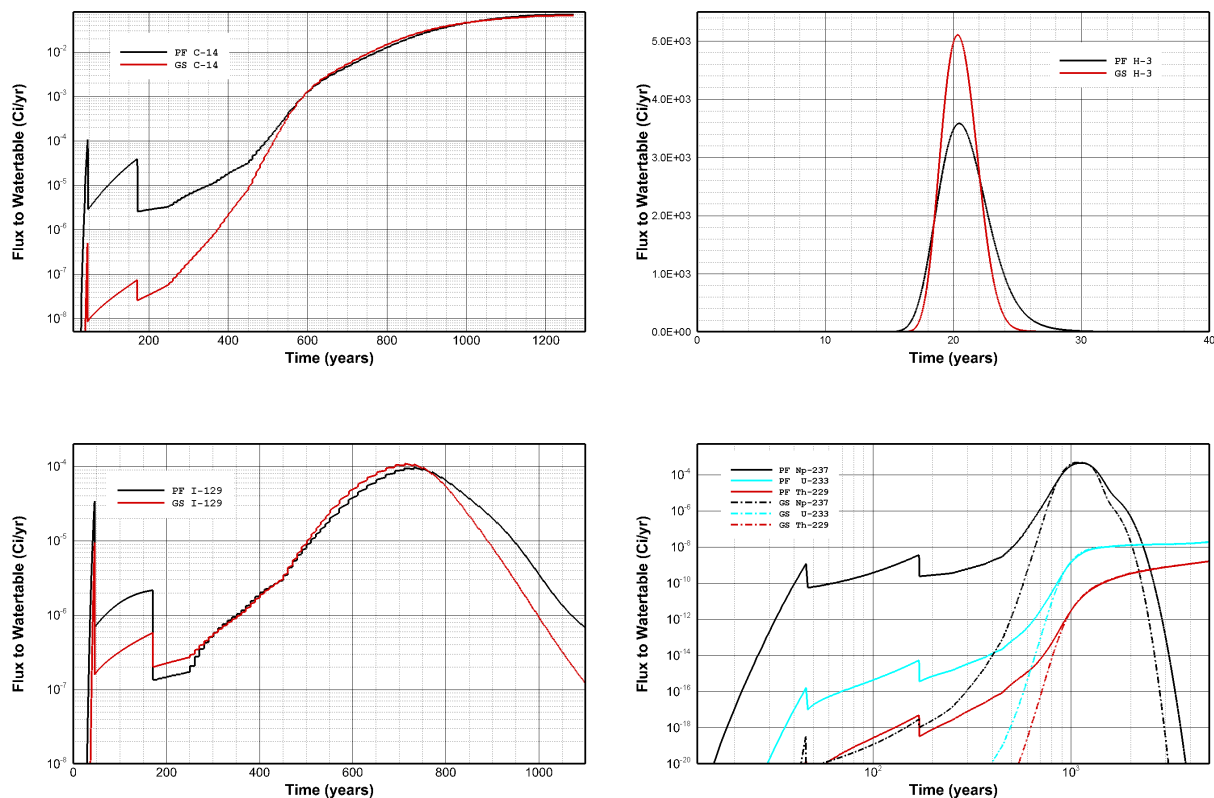 Flux to Watertable (Ci/yr)
10-2
10-3
10-4
10-5
10-6
10-7
10-8
PF C-14
GS C-14
200 400 600 800 1000 1200
Time (years)
Flux to Watertable (Ci/yr)
5.0E+03
4.0E+03
3.0E+03
2.0E+03
1.0E+03
0.0E+00
PF H-3
GS H-3
0 10 20 30 40
Time (years)
Flux to Watertable (Ci/yr)
10-4
10-5
10-6
10-7
10-8
PF I-129
GS I-129
0 200 400 600 800 1000
Time (years)
Flux to Watertable (Ci/yr)
10-4
10-6
10-8
10-10
10-12
10-14
10-16
10-18
10-20
PF Np-237
PF U-233
PF Th-229
GS Np-237
GS U-233
GS Th-229
102 103
Time (years)